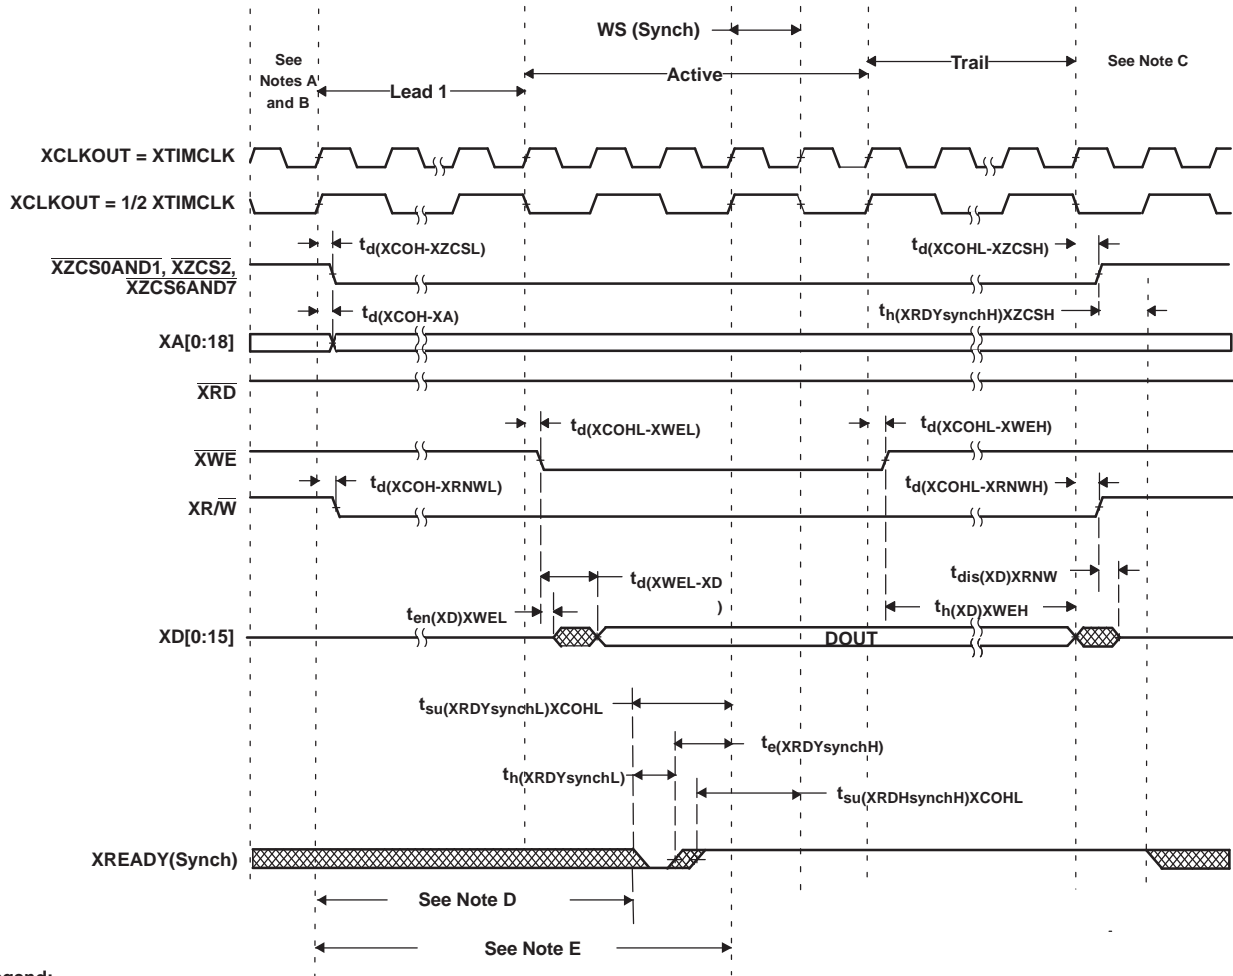 WS (Synch)
See
Notes A
and B
Lead 1
Active
Trail
See Note C
XCLKOUT = XTIMCLK
XCLKOUT = 1/2 XTIMCLK
td(XCOH-XZCSL)
td(XCOHL-XZCSH)
XZCS0AND1, XZCS2,
XZCS6AND7
td(XCOH-XA)
th(XRDYsynchH)XZCSH
XA[0:18]
XRD
td(XCOHL-XWEL)
td(XCOHL-XWEH)
XWE
td(XCOH-XRNWL)
td(XCOHL-XRNWH)
XR/W
td(XWEL-XD
)
tdis(XD)XRNW
ten(XD)XWEL
th(XD)XWEH
XD[0:15]
DOUT
tsu(XRDYsynchL)XCOHL
te(XRDYsynchH)
th(XRDYsynchL)
tsu(XRDHsynchH)XCOHL
XREADY(Synch)
See Note D
See Note E